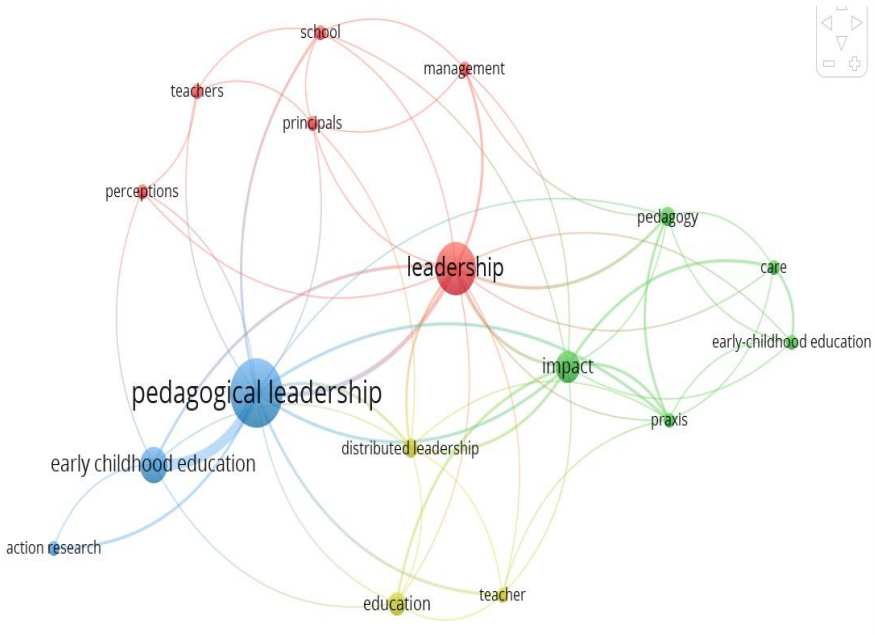 school
management
teachers
principals
perceptions
pedagogy
leadership
care
early-childhood education
impact
pedagogical leadership
praxis
distributed leadership
early childhood education
action research
teacher
education